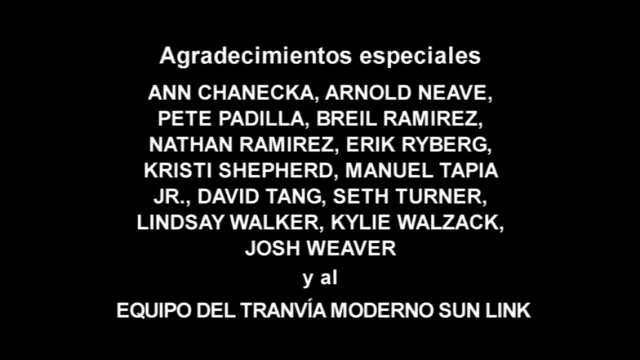 Agradecimientos especiales
ANN CHANECKA, ARNOLD NEAVE,
PETE PADILLA, BREIL RAMIREZ,
NATHAN RAMIREZ, ERIK RYBERG,
KRISTI SHEPHERD, MANUEL TAPIA
JR., DAVID TANG, SETH TURNER,
LINDSAY WALKER, KYLIE WALZACK,
JOSH WEAVER
y al
EQUIPO DEL TRANVÍA MODERNO SUN LINK